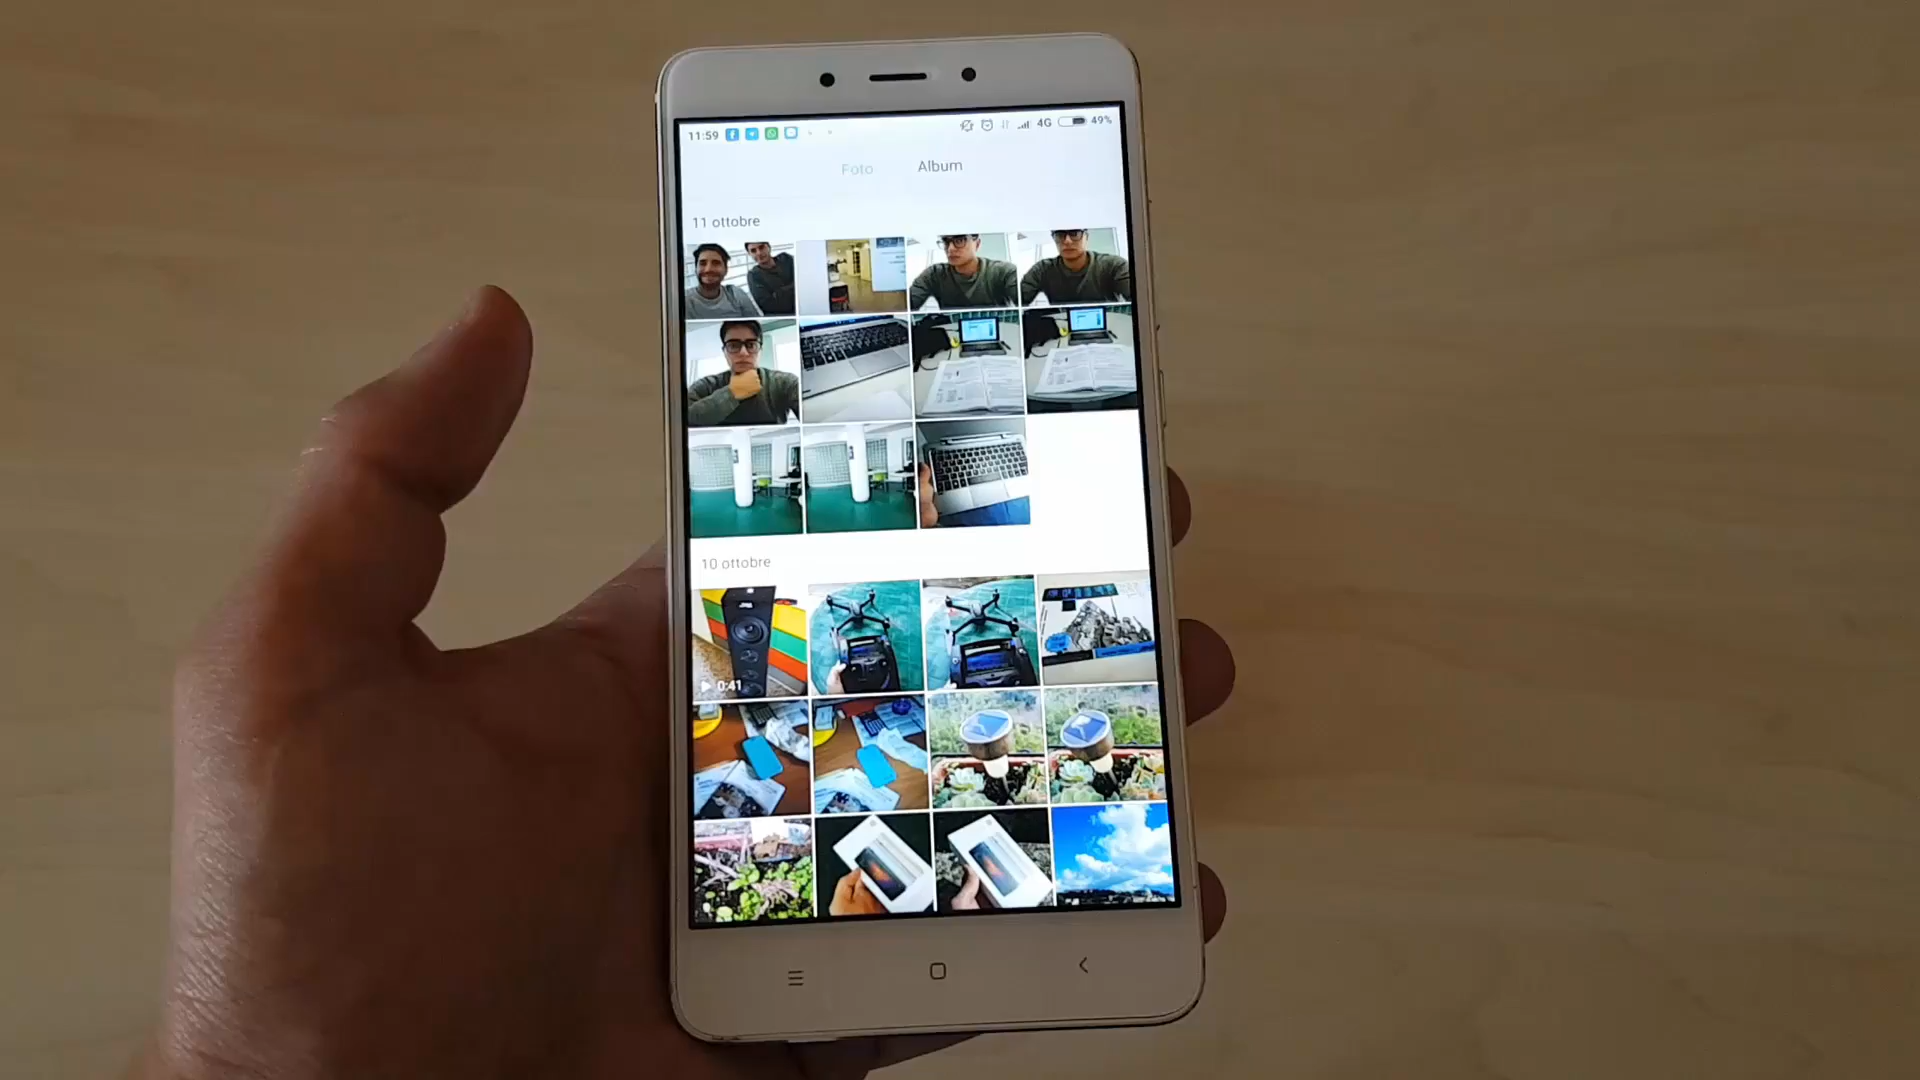 11:59 4G 49%
Foto Album
11 ottobre
10 ottobre
0:41